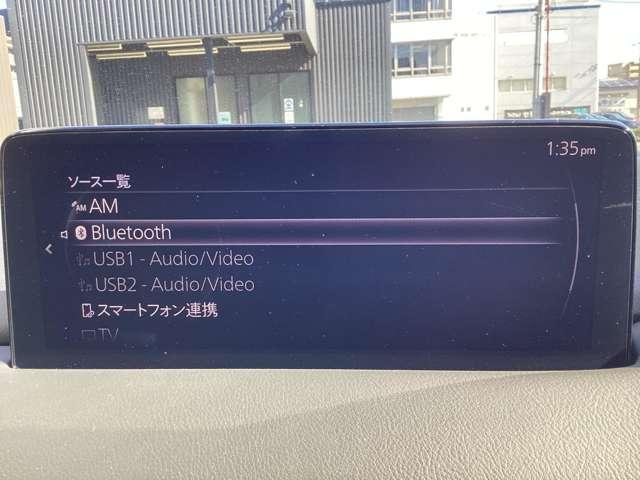 1:35pm
ソース一覧
AM AM
Bluetooth
USB1 - Audio/Video
USB2 - Audio/Video
スマートフォン連携
TV